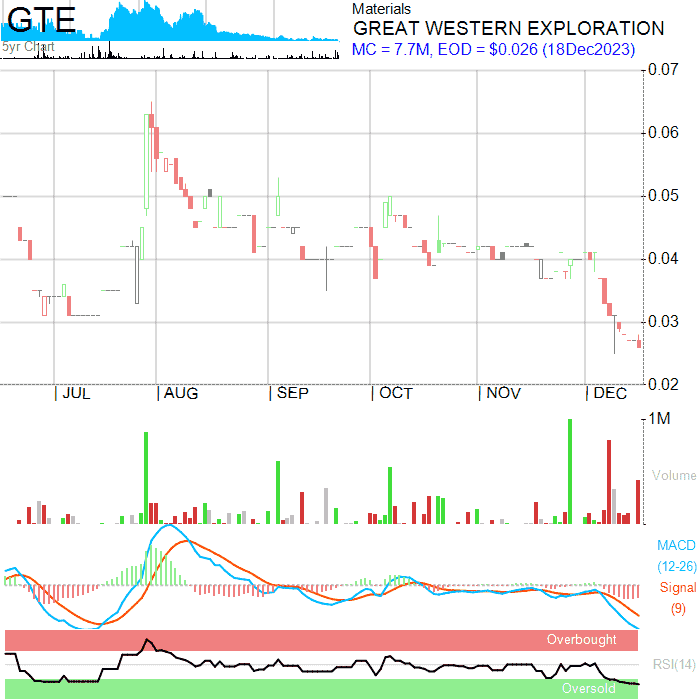 GTE
5yr Chart
Materials
GREAT WESTERN EXPLORATION
MC = 7.7M, EOD = $0.026 (18Dec2023)
0.07
0.06
0.05
0.04
0.03
0.02
JUL AUG SEP OCT NOV DEC
1M
Volume
MACD
(12-26)
Signal
(9)
Overbought
RSI(14)
Oversold